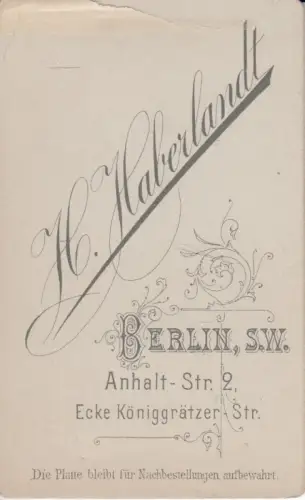 H. Haberlandt
BERLIN, S.W.
Anhalt-Str. 2,
Ecke Königgrätzer-Str.
Die Platte bleibt für Nachbestellungen aufbewahrt.